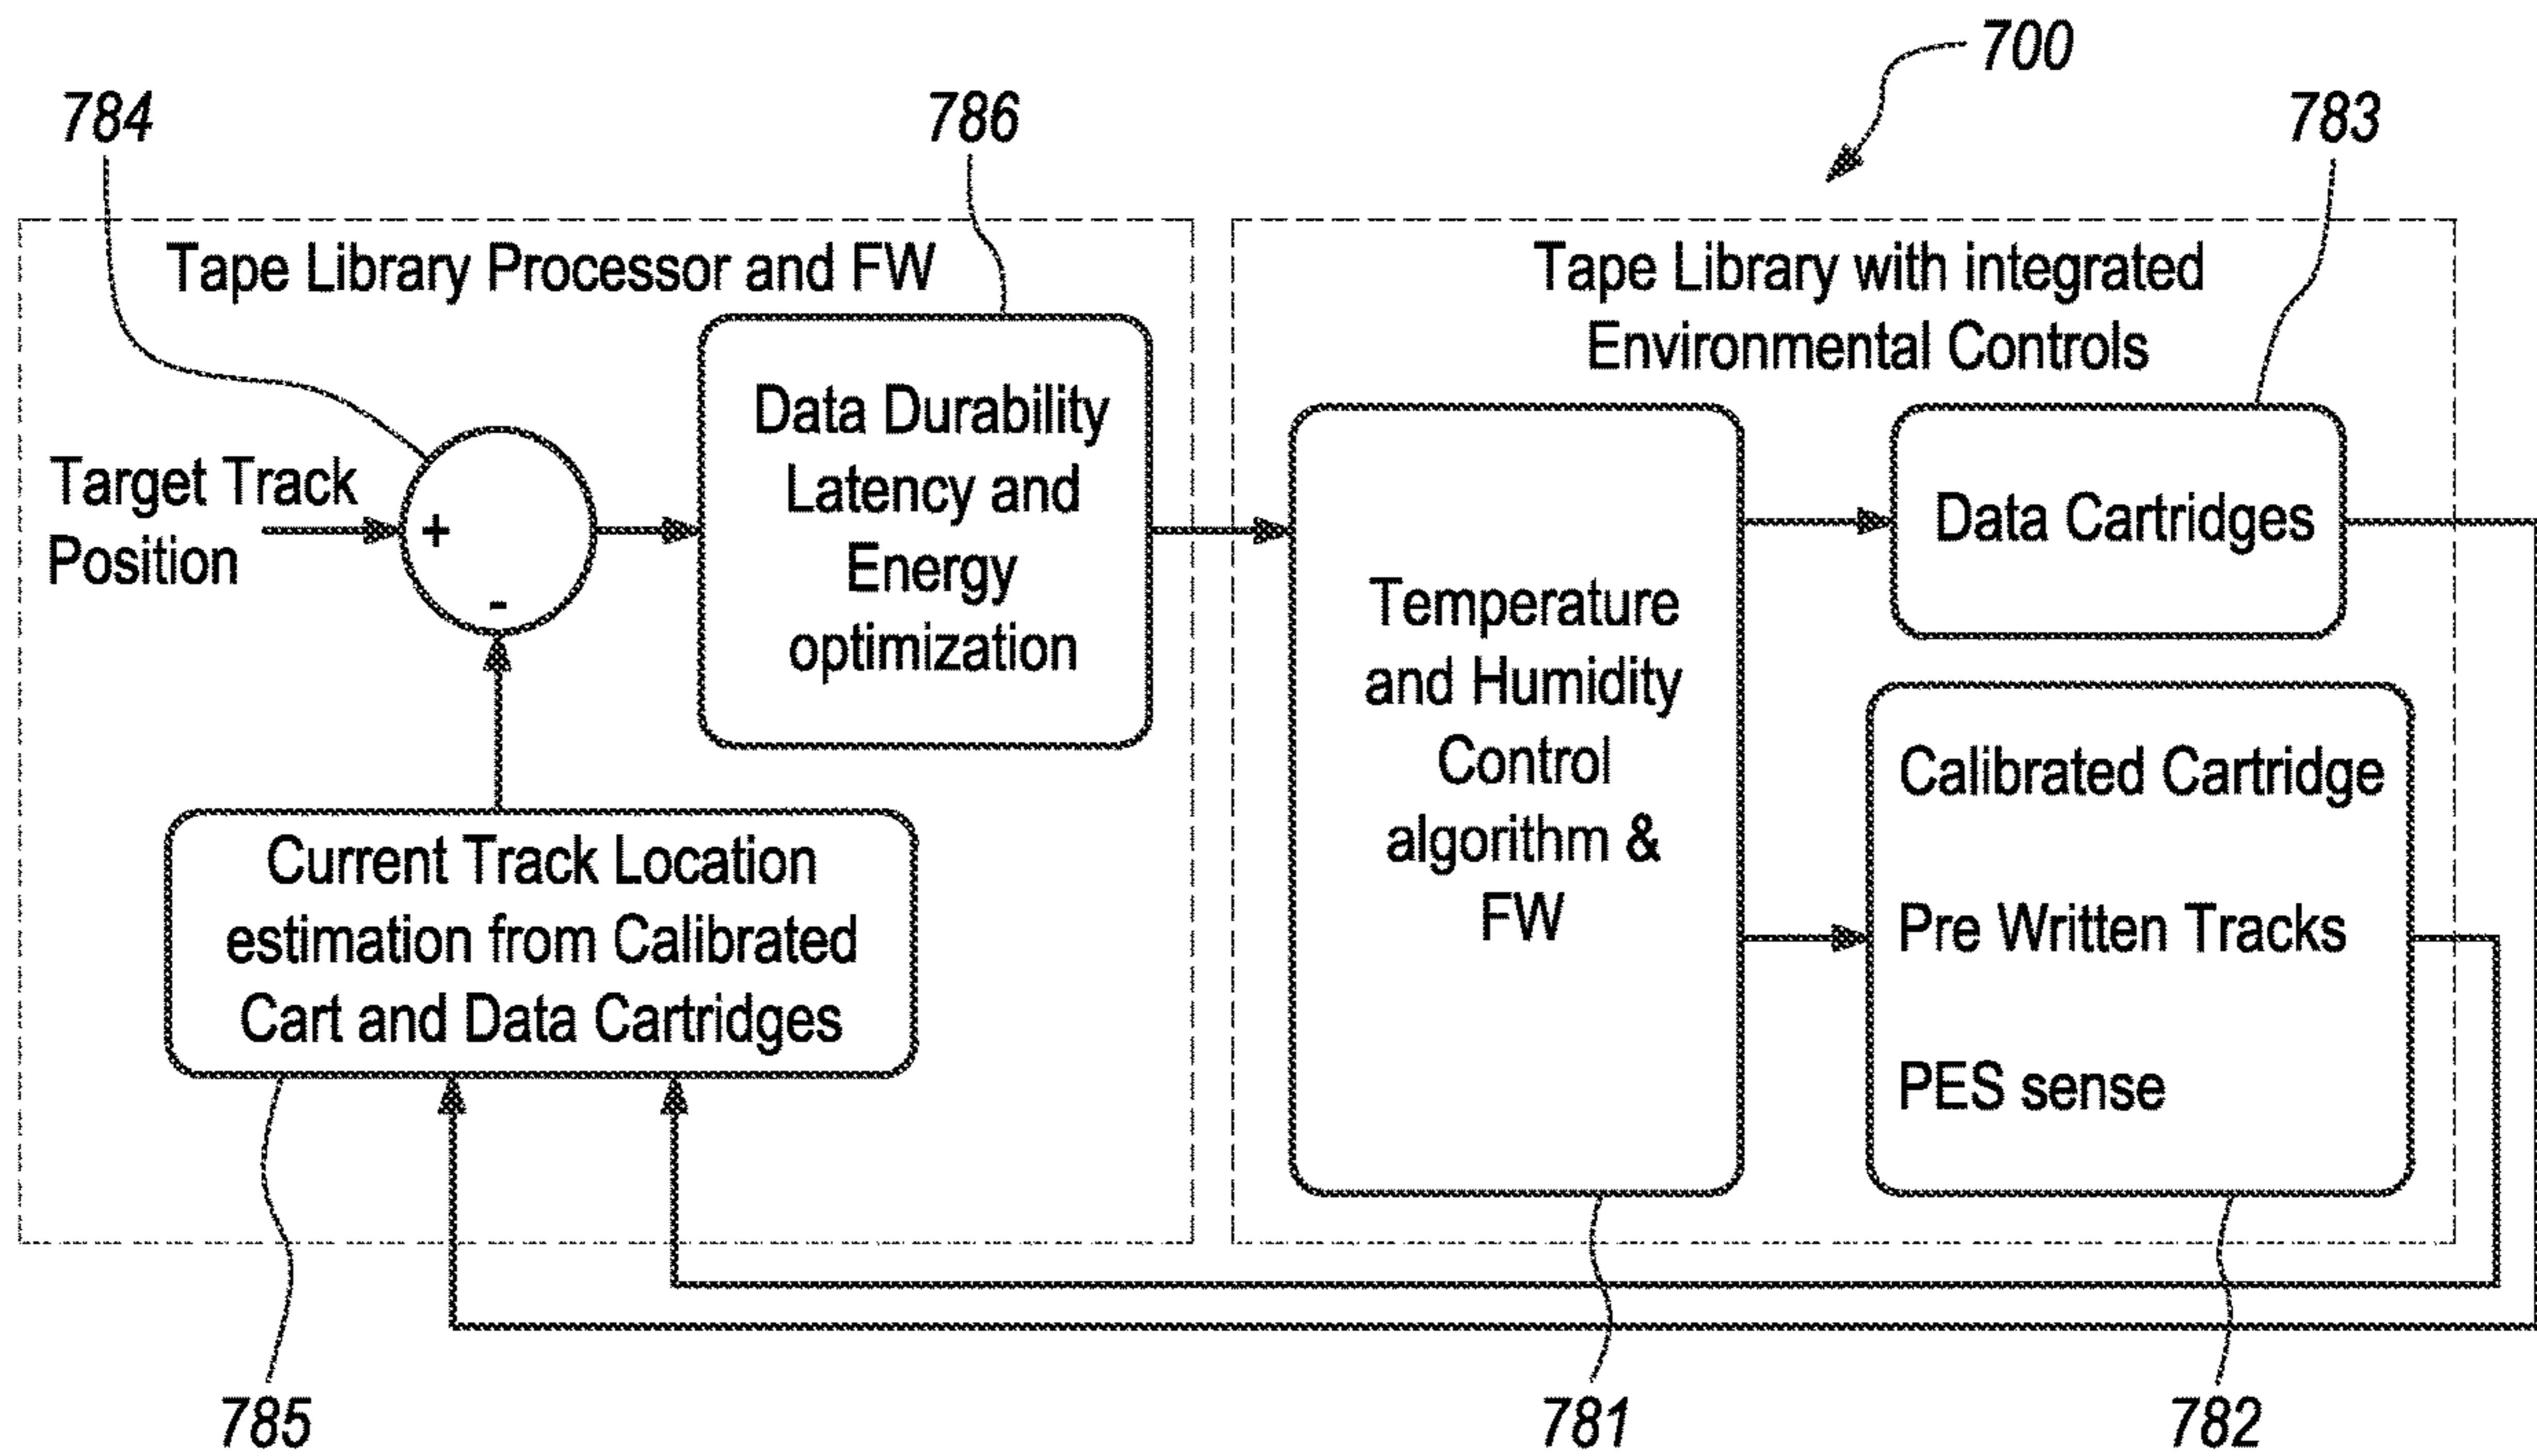 700
784
786
783
Tape Library Processor and FW
Tape Library with integrated
Environmental Controls
Target Track
Position
+
-
Data Durability
Latency and
Energy
optimization
Temperature
and Humidity
Control
algorithm &
FW
Data Cartridges
Calibrated Cartridge
Pre Written Tracks
PES sense
Current Track Location
estimation from Calibrated
Cart and Data Cartridges
785
781
782